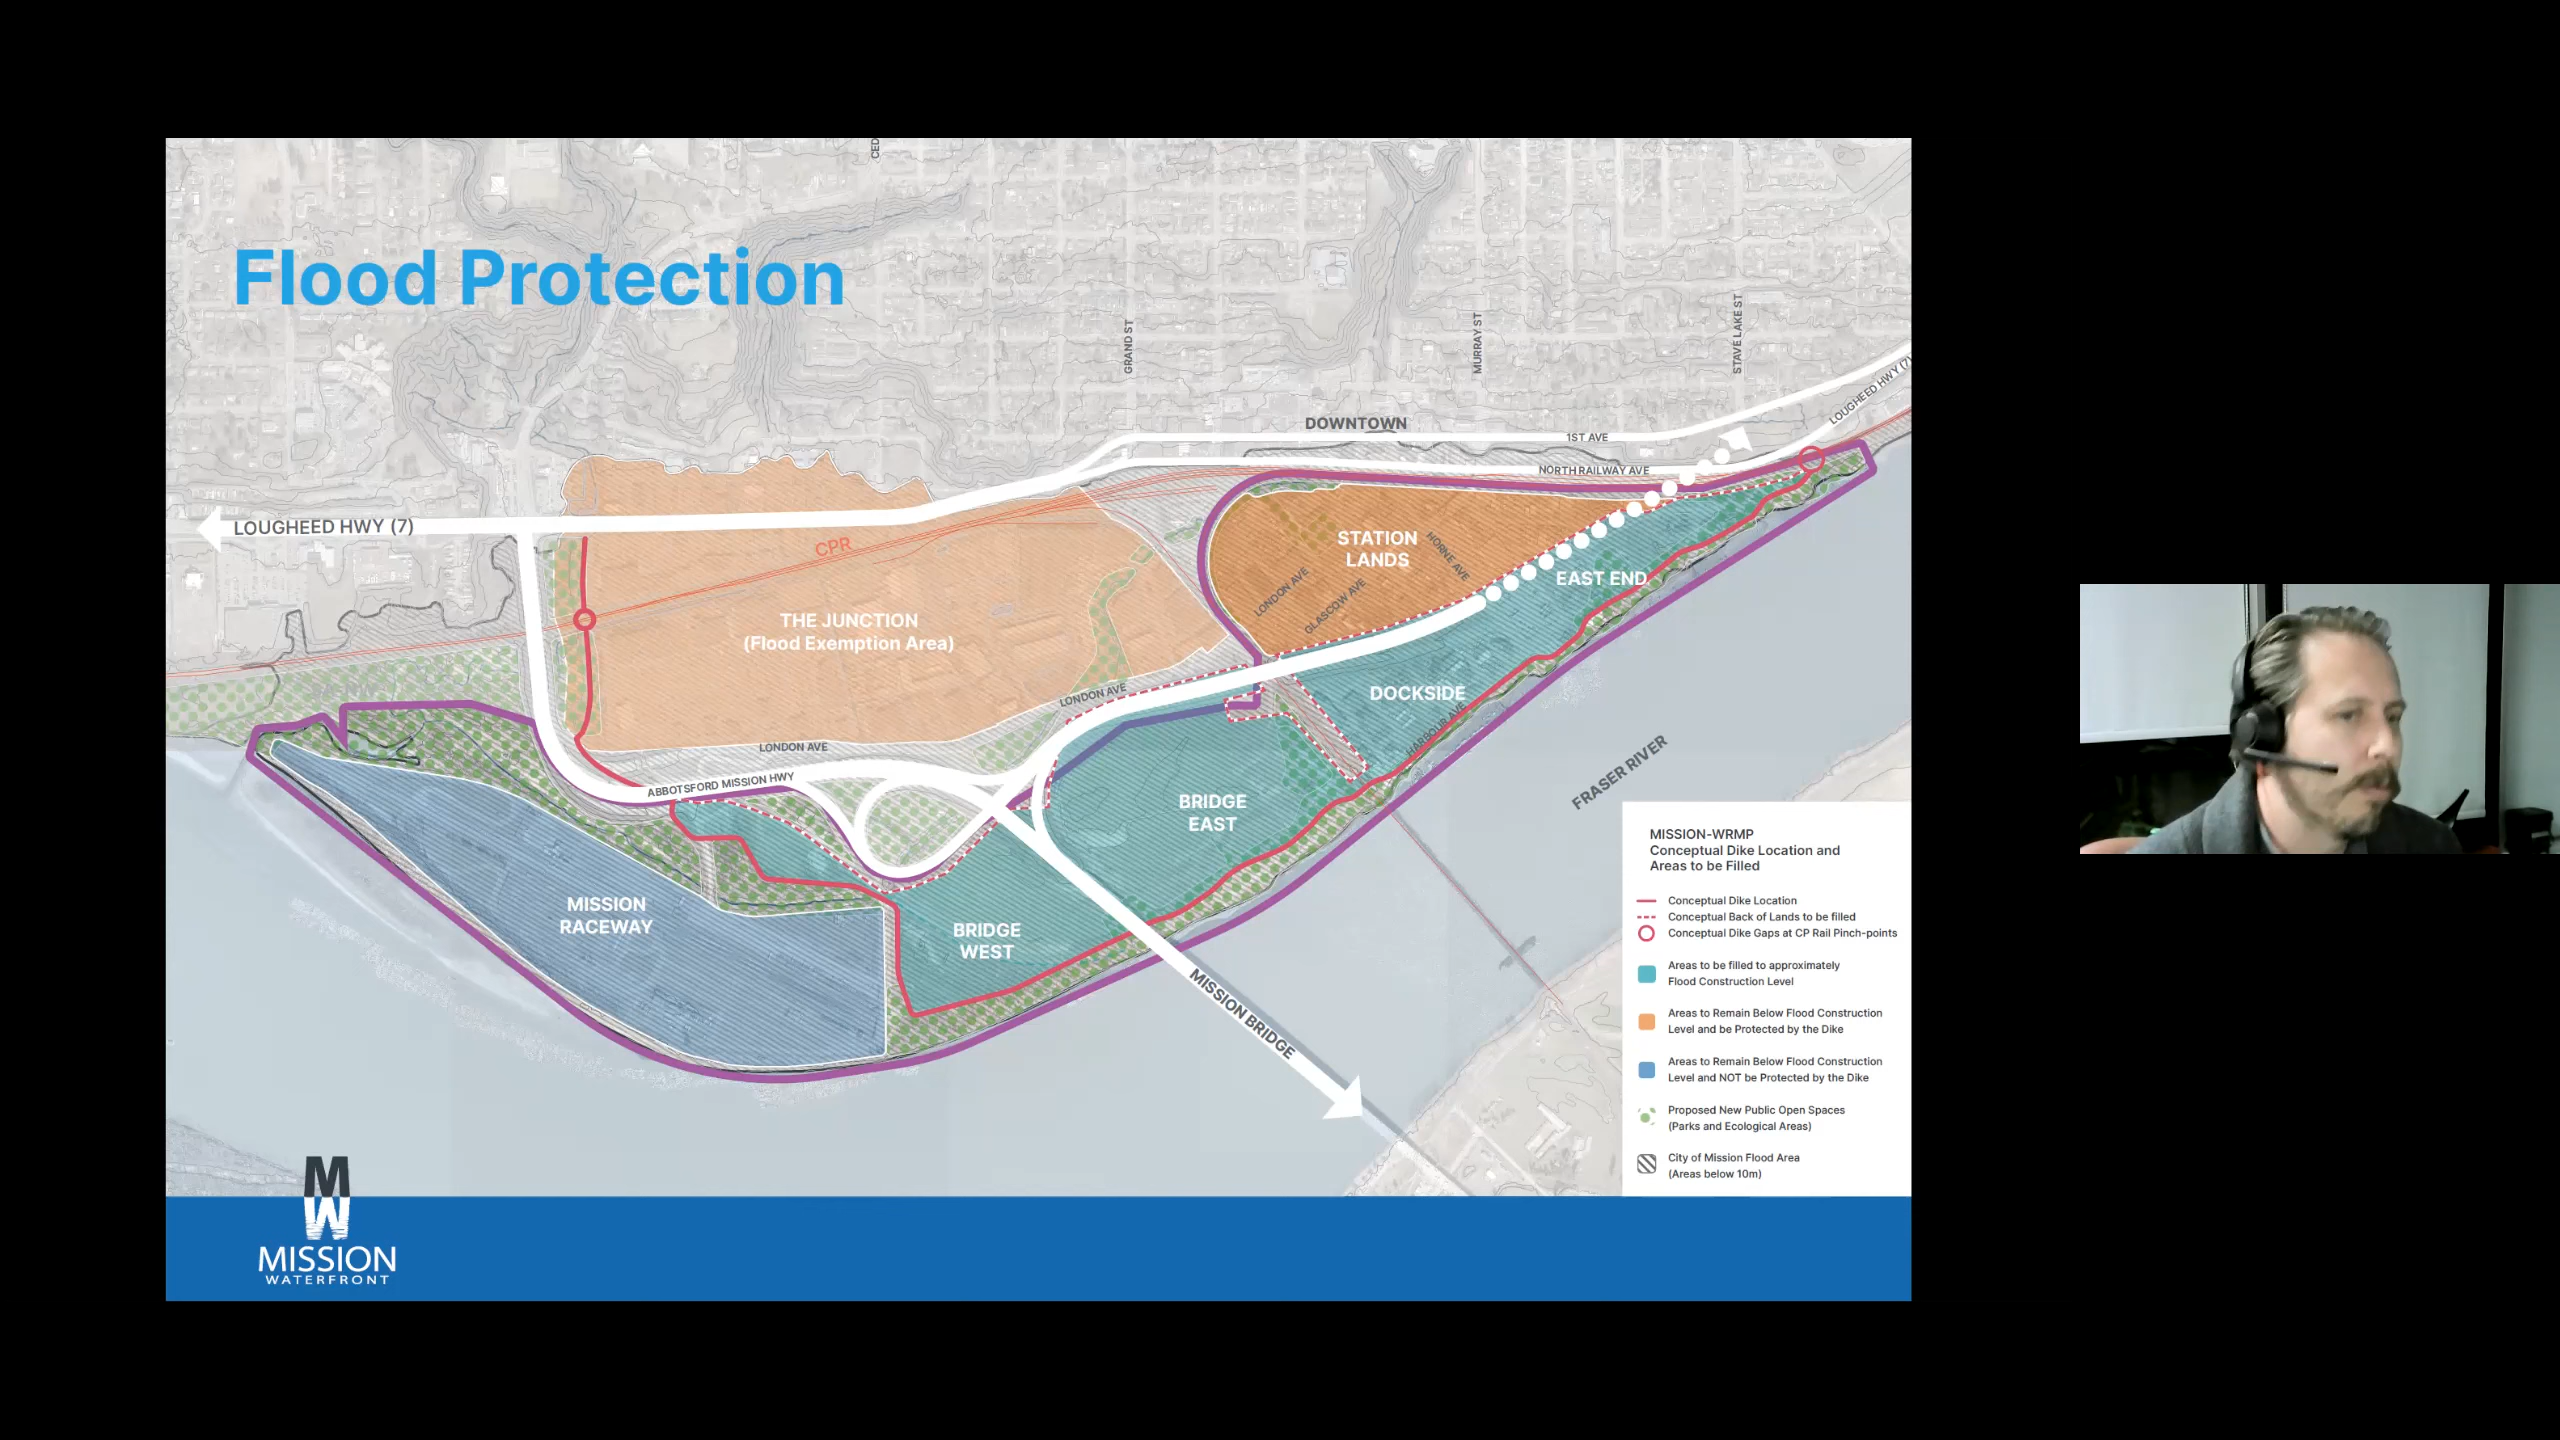 CED
Flood Protection
GRAND ST
MURRAY ST
STAVE LAKE ST
LOUGHEED HWY (7)
DOWNTOWN
1ST AVE
NORTH RAILWAY AVE
LOUGHEED HWY (7)
CPR
STATION
LANDS
HORNE AVE
LONDON AVE
GLASGOW AVE
EAST END
THE JUNCTION
(Flood Exemption Area)
LONDON AVE
DOCKSIDE
HARBOUR AVE
LONDON AVE
ABBOTSFORD MISSION HWY
FRASER RIVER
BRIDGE
EAST
MISSION
RACEWAY
BRIDGE
WEST
MISSION BRIDGE
MISSION-WRMP
Conceptual Dike Location and
Areas to be Filled
Conceptual Dike Location
Conceptual Back of Lands to be filled
Conceptual Dike Gaps at CP Rail Pinch-points
Areas to be filled to approximately
Flood Construction Level
Areas to Remain Below Flood Construction
Level and be Protected by the Dike
Areas to Remain Below Flood Construction
Level and NOT be Protected by the Dike
Proposed New Public Open Spaces
(Parks and Ecological Areas)
City of Mission Flood Area
(Areas below 10m)
M
W
MISSION
WATERFRONT